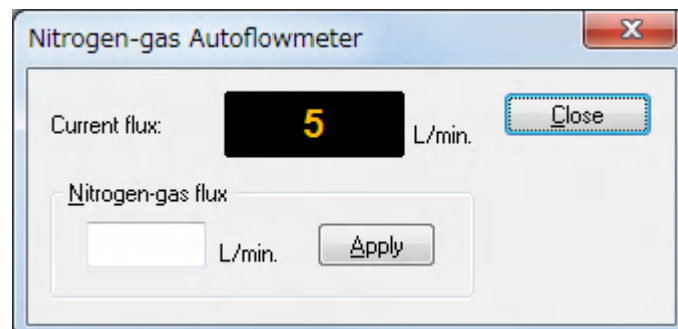 Nitrogen-gas Autoflowmeter
Current flux: 5 L/min. Close
Nitrogen-gas flux
L/min. Apply